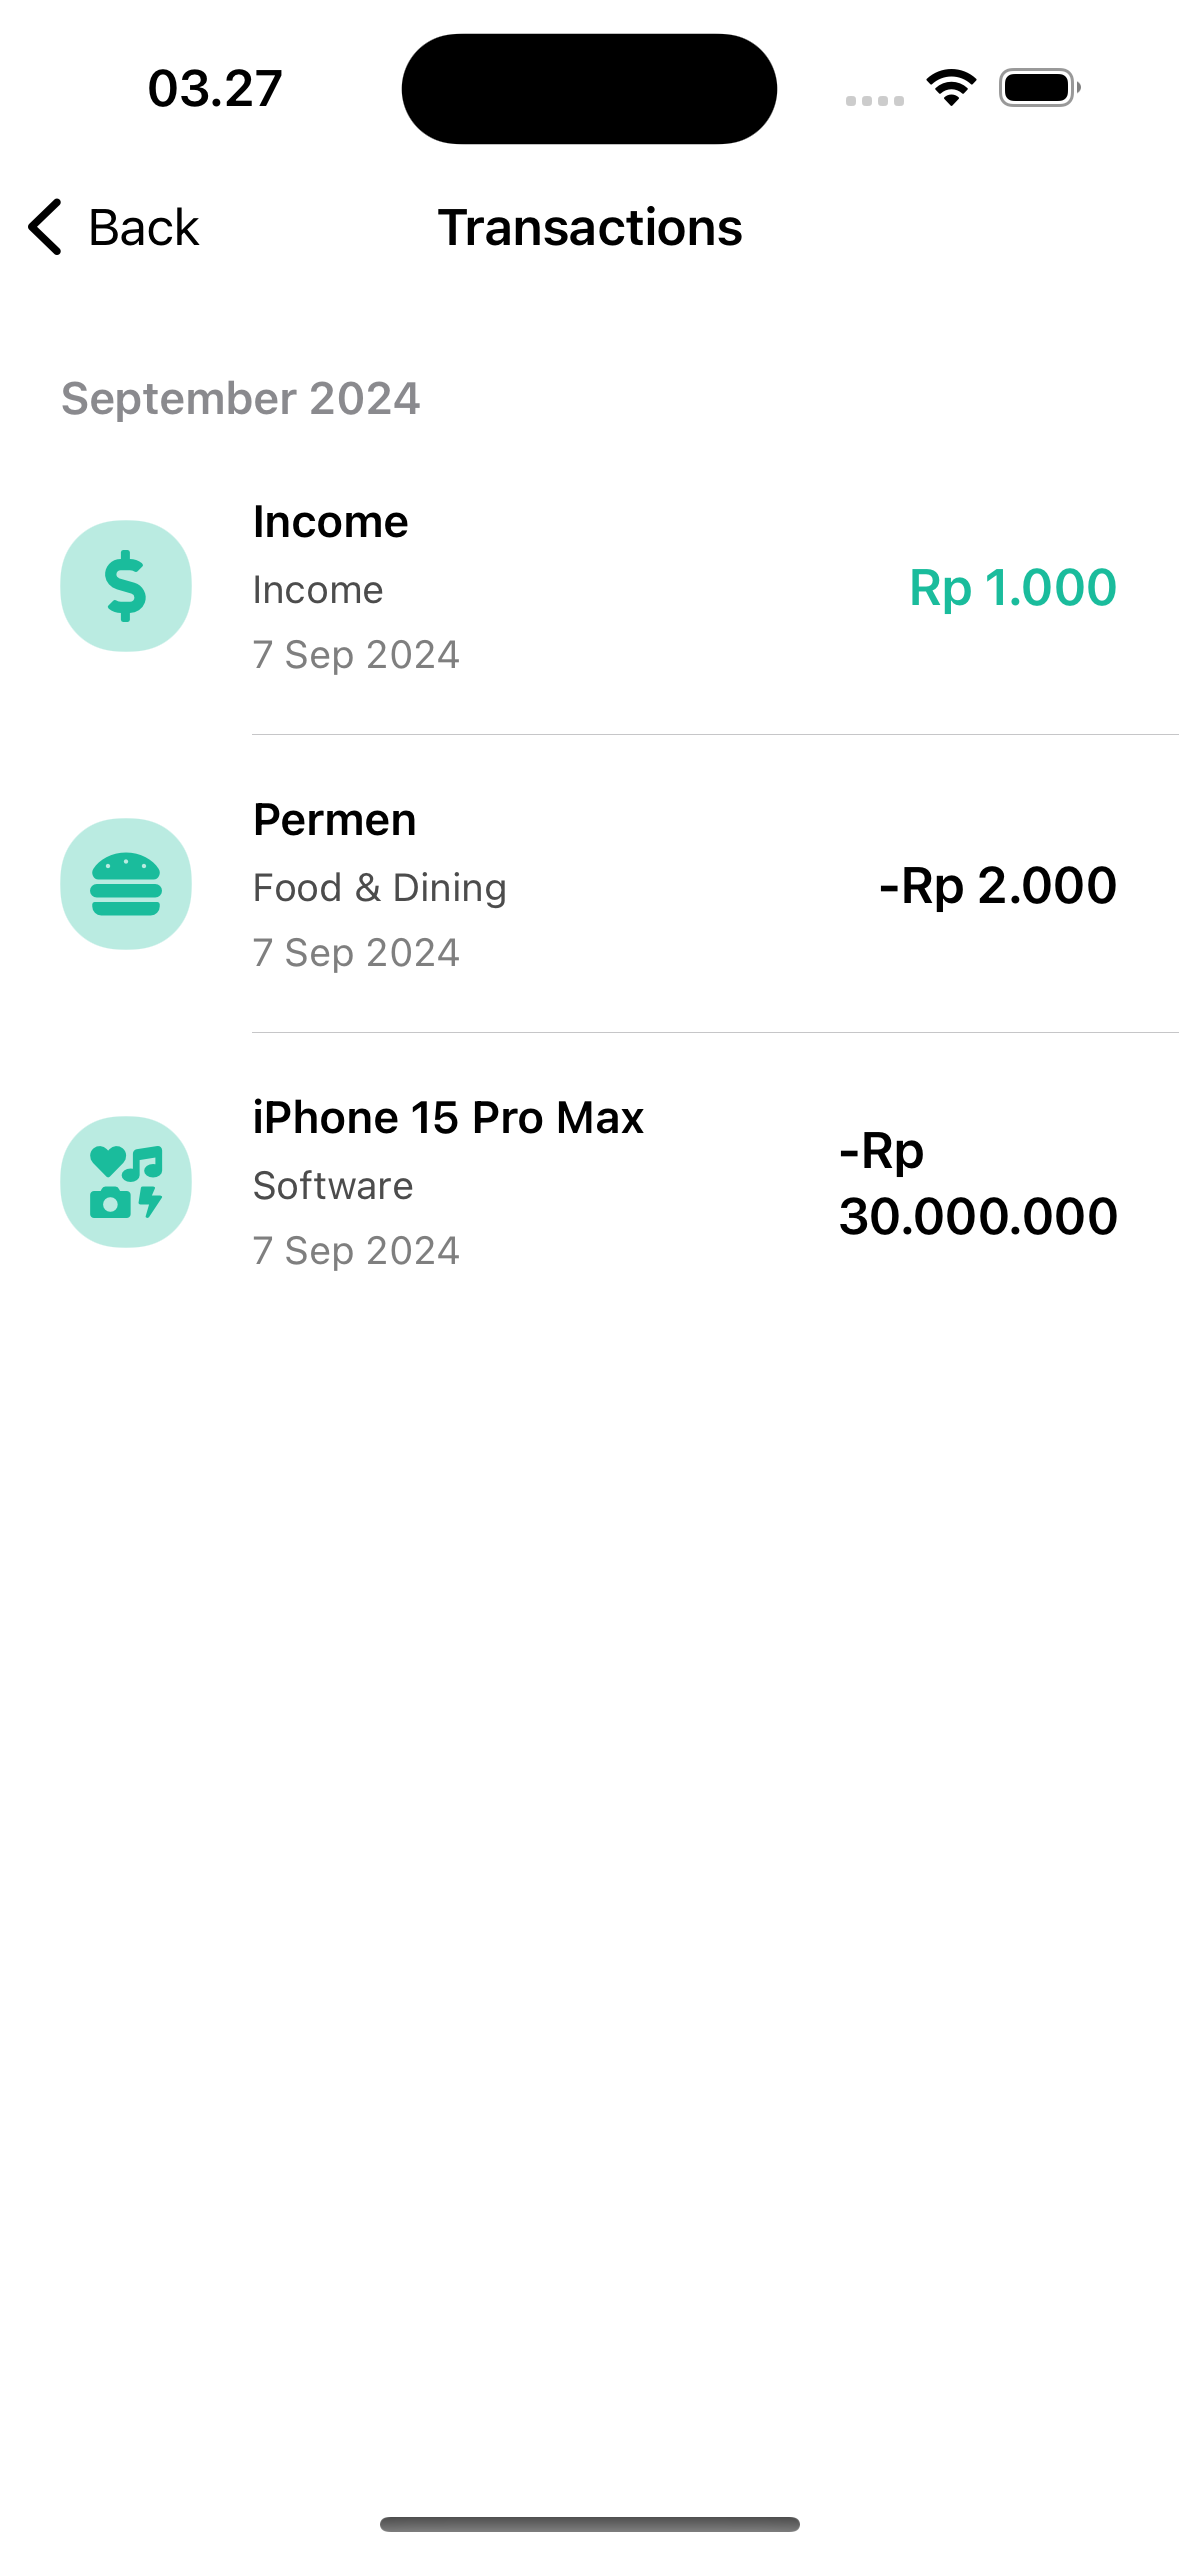 03.27
Back
Transactions
September 2024
Income
Income
7 Sep 2024
Rp 1.000
Permen
Food & Dining
7 Sep 2024
-Rp 2.000
iPhone 15 Pro Max
Software
7 Sep 2024
-Rp
30.000.000